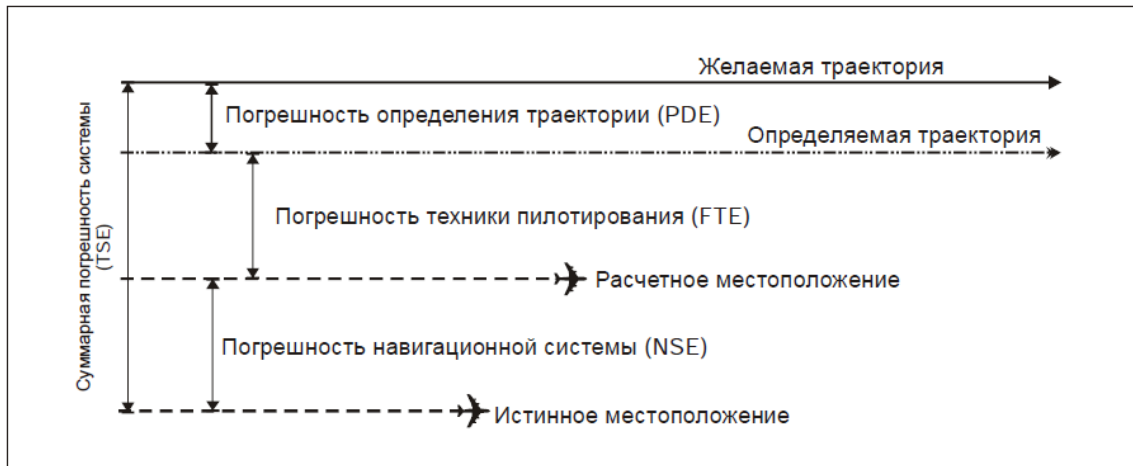 Желаемая траектория
Погрешность определения траектории (PDE)
Определяемая траектория
Суммарная погрешность системы
(TSE)
Погрешность техники пилотирования (FTE)
Расчетное местоположение
Погрешность навигационной системы (NSE)
Истинное местоположение